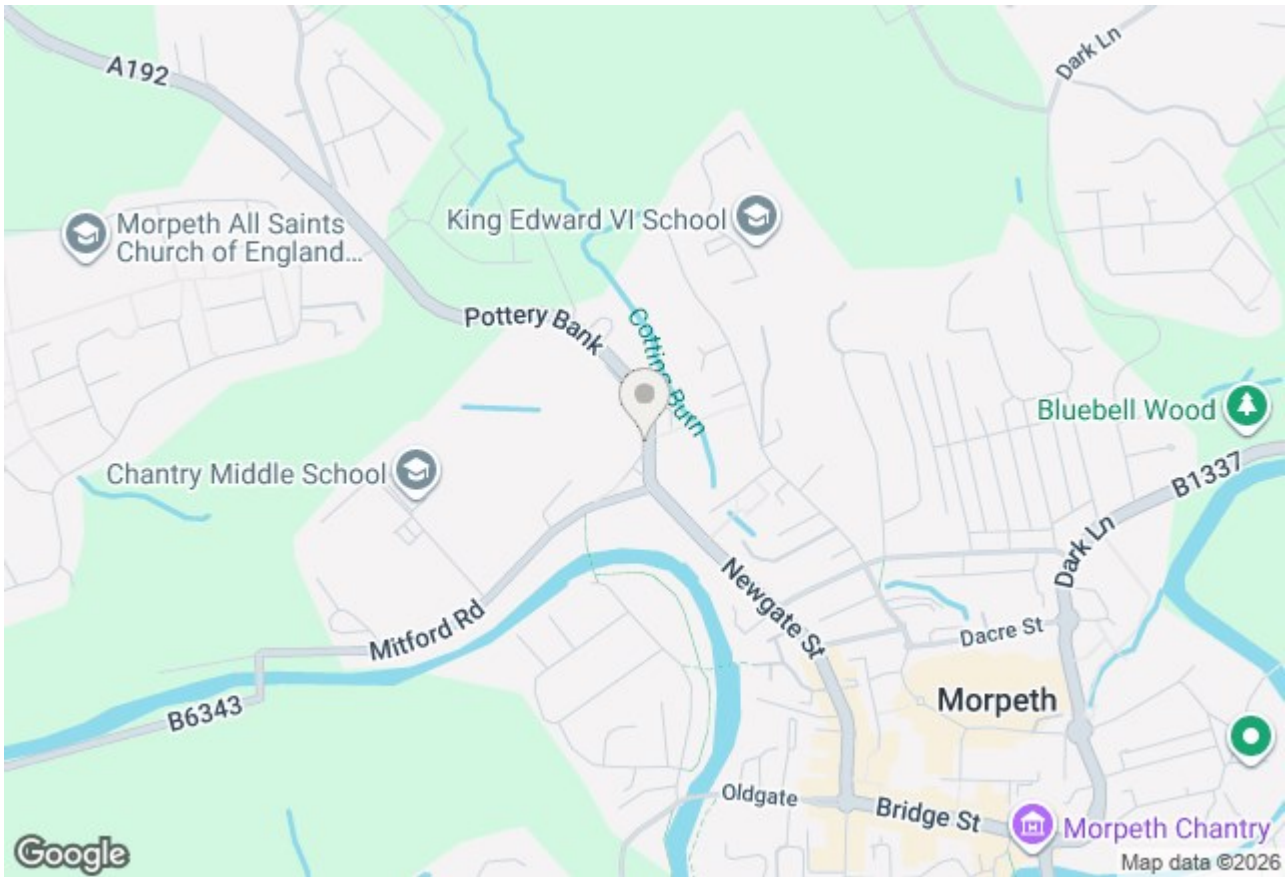 A192
Dark Ln
Morpeth All Saints
Church of England...
King Edward VI School
Pottery Bank
Cotting Burn
Bluebell Wood
Chantry Middle School
B1337
Dark Ln
Newgate St
Mitford Rd
Dacre St
B6343
Morpeth
Oldgate
Bridge St
Morpeth Chantry
Google
Map data ©2026